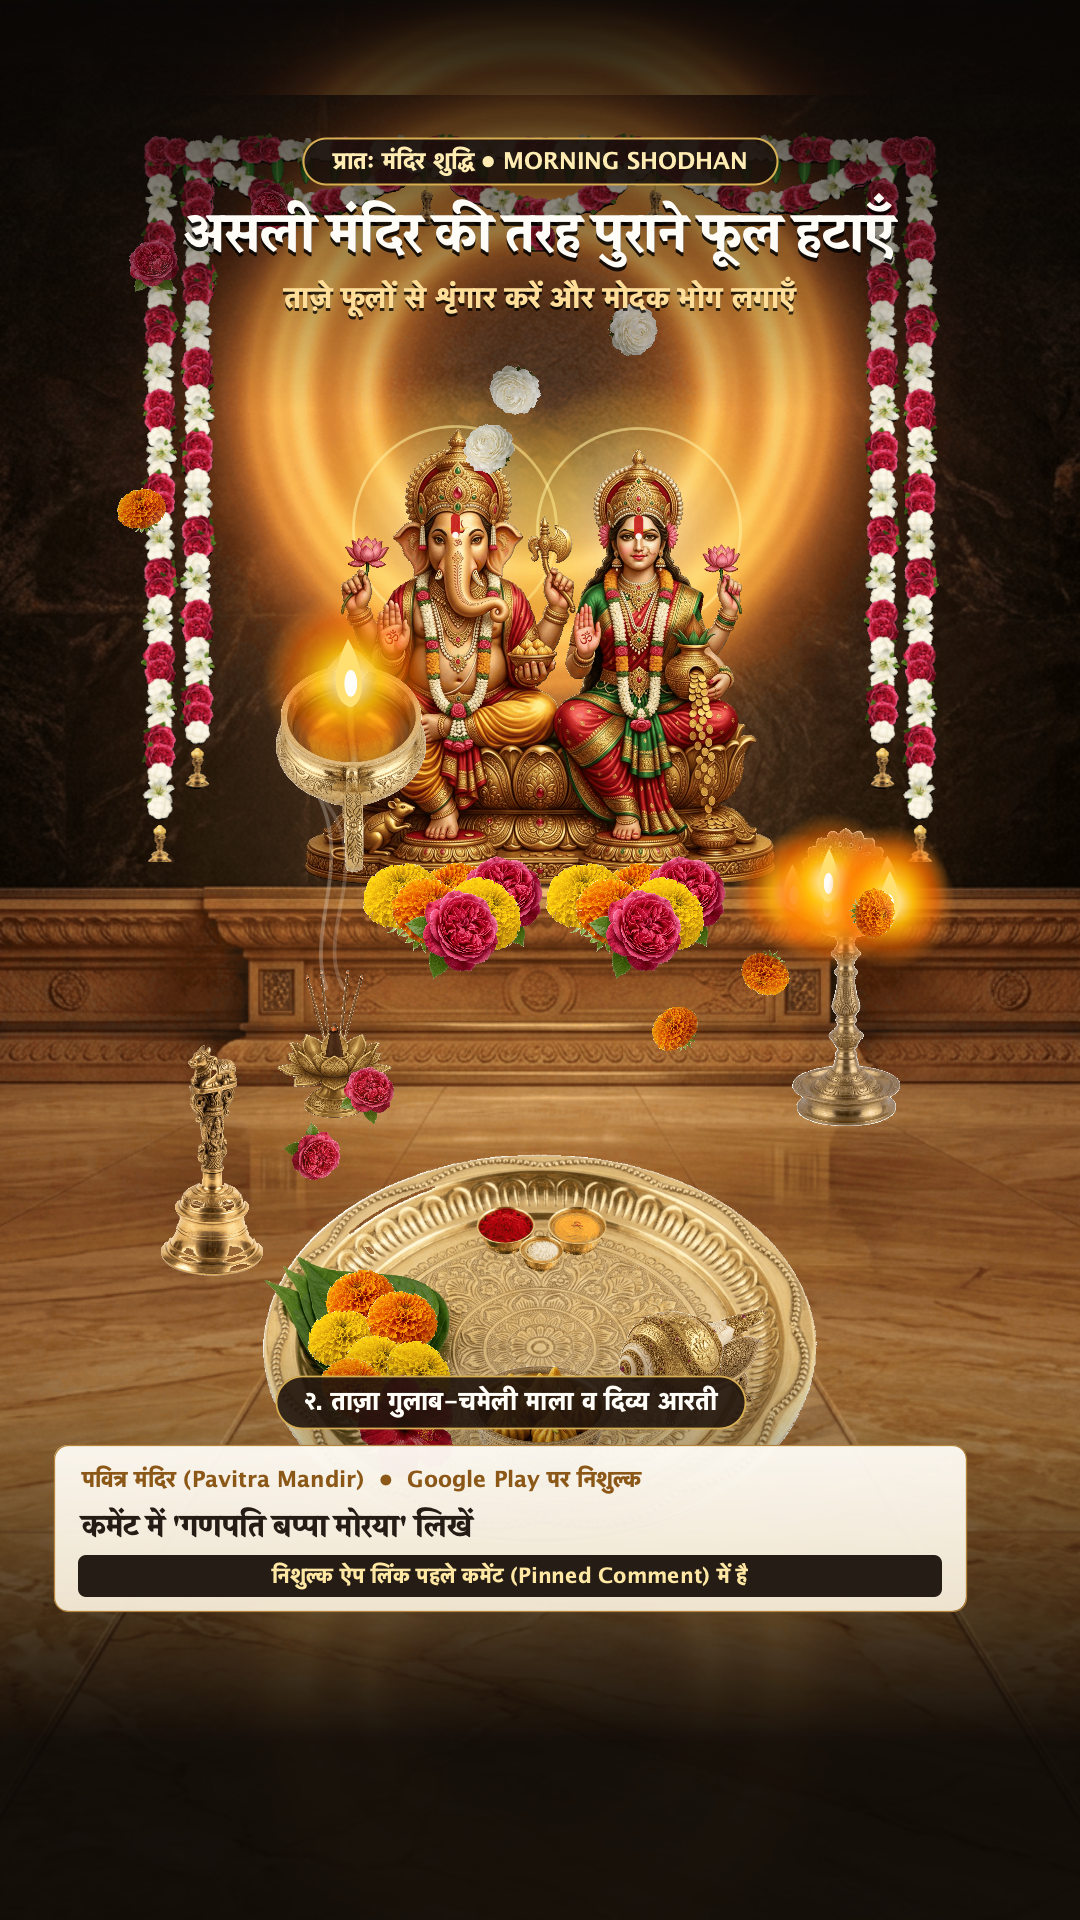 प्रातः मंदिर शुद्धि ● MORNING SHODHAN
असली मंदिर की तरह पुराने फूल हटाएँ
ताज़े फूलों से शृंगार करें और मोदक भोग लगाएँ
ॐ ॐ
२. ताज़ा गुलाब-चमेली माला व दिव्य आरती
पवित्र मंदिर (Pavitra Mandir) ● Google Play पर निशुल्क
कमेंट में 'गणपति बप्पा मोरया' लिखें
निशुल्क ऐप लिंक पहले कमेंट (Pinned Comment) में है